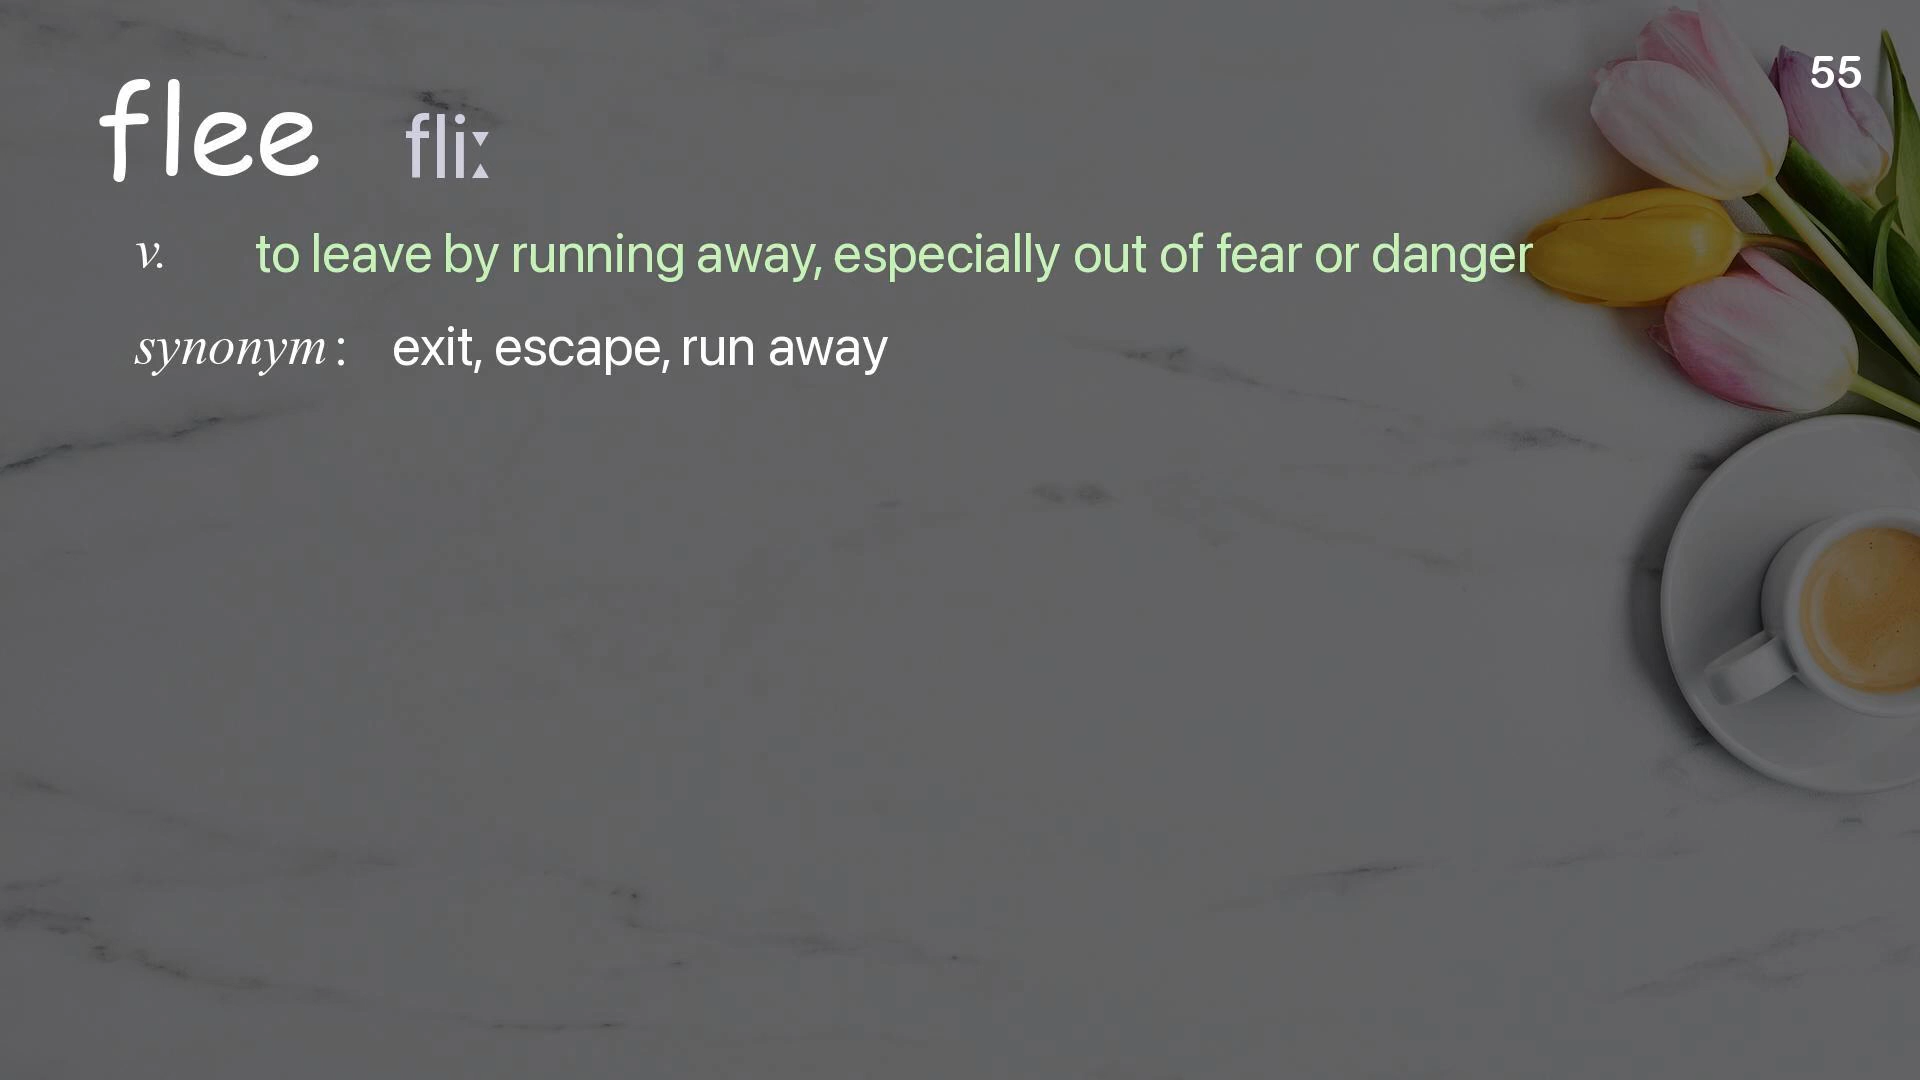 55
flee fliː
v. to leave by running away, especially out of fear or danger
synonym : exit, escape, run away